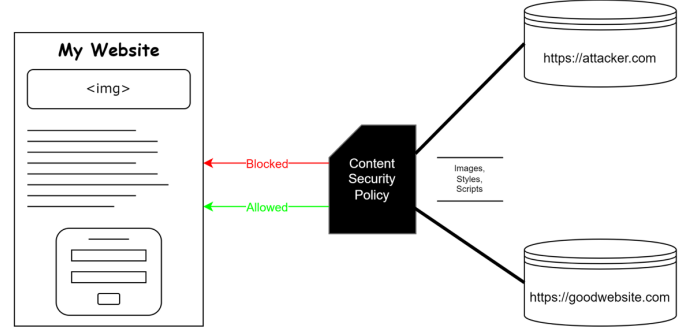 My Website
<img>
Blocked
Allowed
Content
Security
Policy
Images,
Styles,
Scripts
https://attacker.com
https://goodwebsite.com